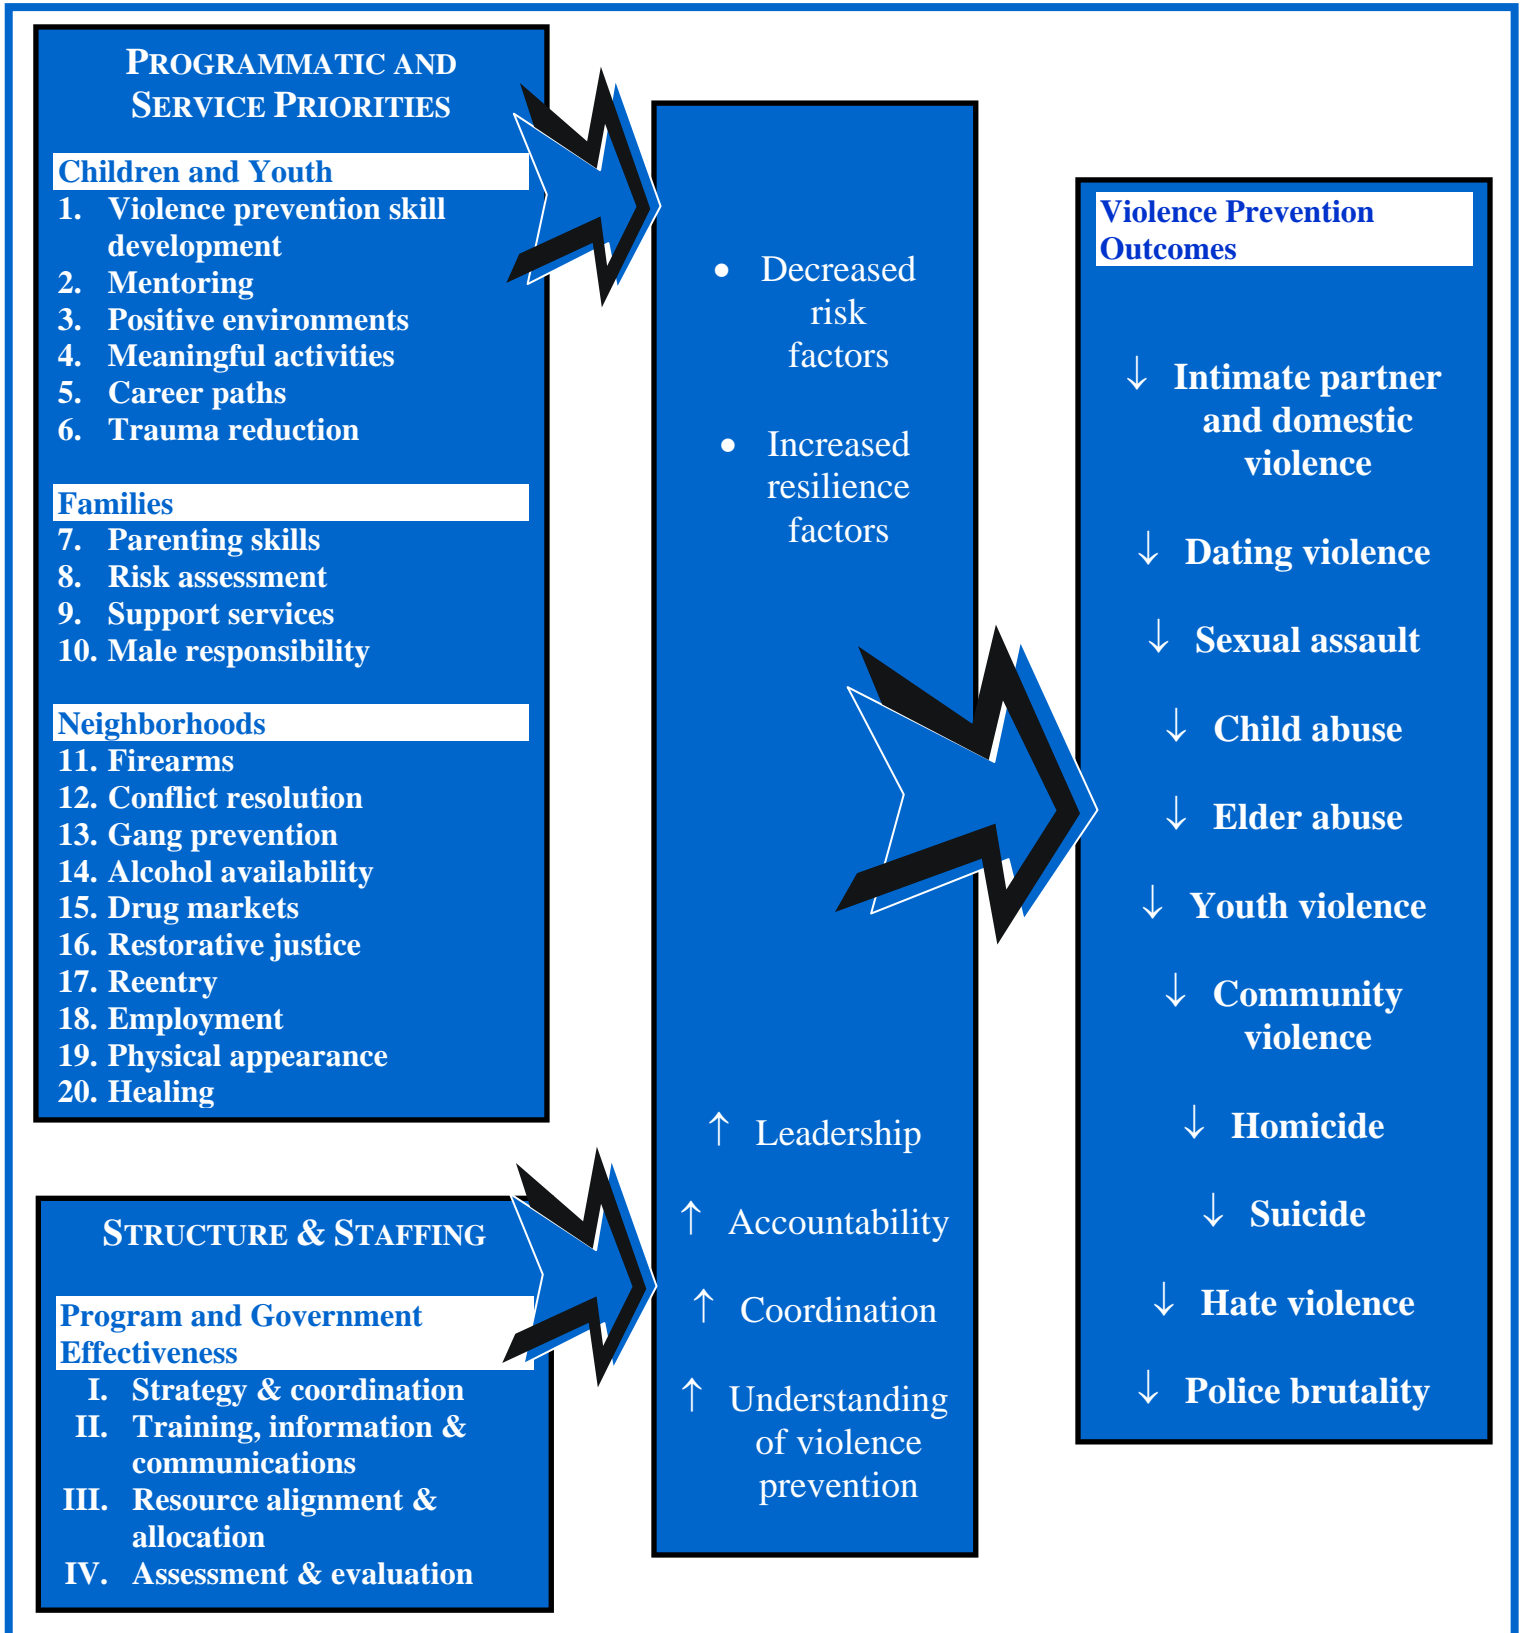 PROGRAMMATIC AND
SERVICE PRIORITIES
Children and Youth
1. Violence prevention skill
development
2. Mentoring
3. Positive environments
4. Meaningful activities
5. Career paths
6. Trauma reduction
Families
7. Parenting skills
8. Risk assessment
9. Support services
10. Male responsibility
Neighborhoods
11. Firearms
12. Conflict resolution
13. Gang prevention
14. Alcohol availability
15. Drug markets
16. Restorative justice
17. Reentry
18. Employment
19. Physical appearance
20. Healing
STRUCTURE & STAFFING
Program and Government
Effectiveness
I. Strategy & coordination
II. Training, information &
communications
III. Resource alignment &
allocation
IV. Assessment & evaluation
• Decreased
risk
factors
• Increased
resilience
factors
↑ Leadership
↑ Accountability
↑ Coordination
↑ Understanding
of violence
prevention
Violence Prevention
Outcomes
↓ Intimate partner
and domestic
violence
↓ Dating violence
↓ Sexual assault
↓ Child abuse
↓ Elder abuse
↓ Youth violence
↓ Community
violence
↓ Homicide
↓ Suicide
↓ Hate violence
↓ Police brutality